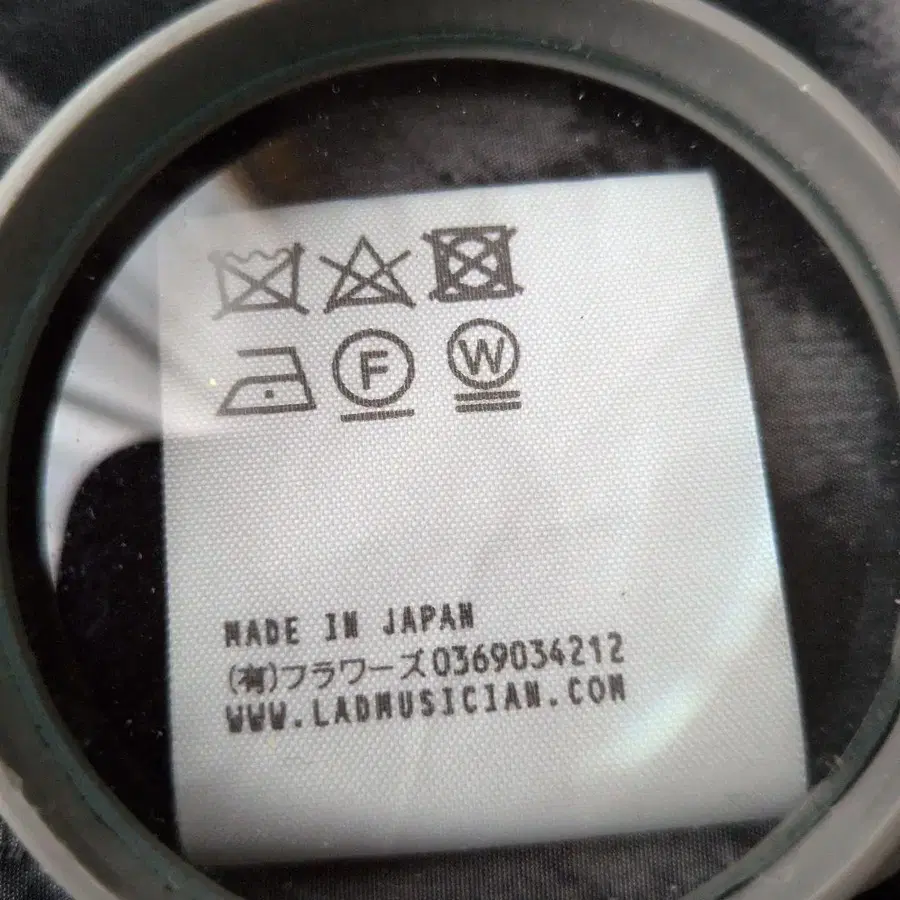 F W
MADE IN JAPAN
(有)フラワーズ0369034212
WWW.LADMUSICIAN.COM